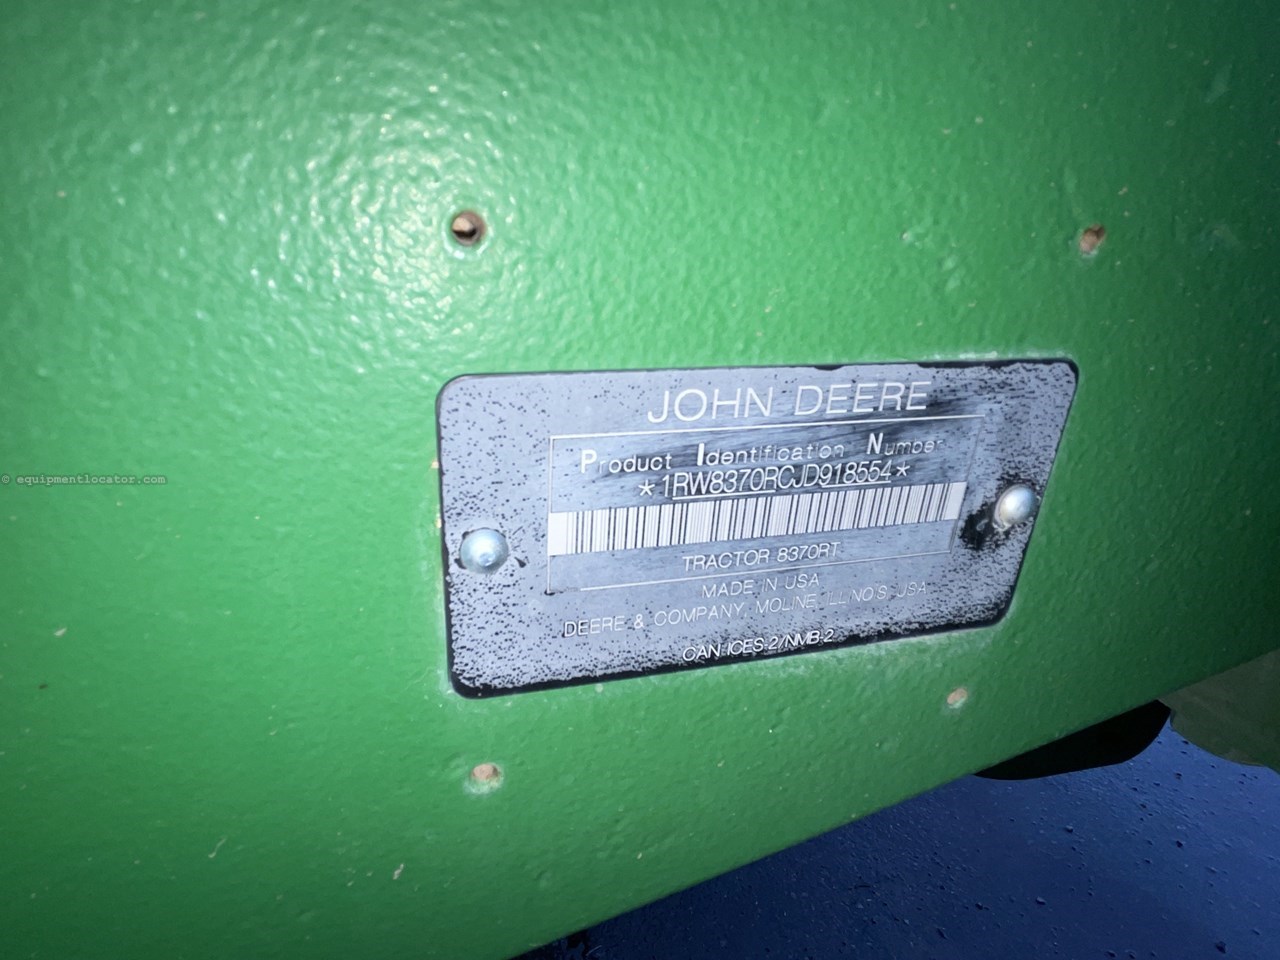 JOHN DEERE
Product Identification Number
*1RW8370RCJD918554*
TRACTOR 8370RT
MADE IN USA
DEERE & COMPANY, MOLINE, ILLINOIS, USA
CAN ICES-2/NMB-2
© equipmentlocator.com